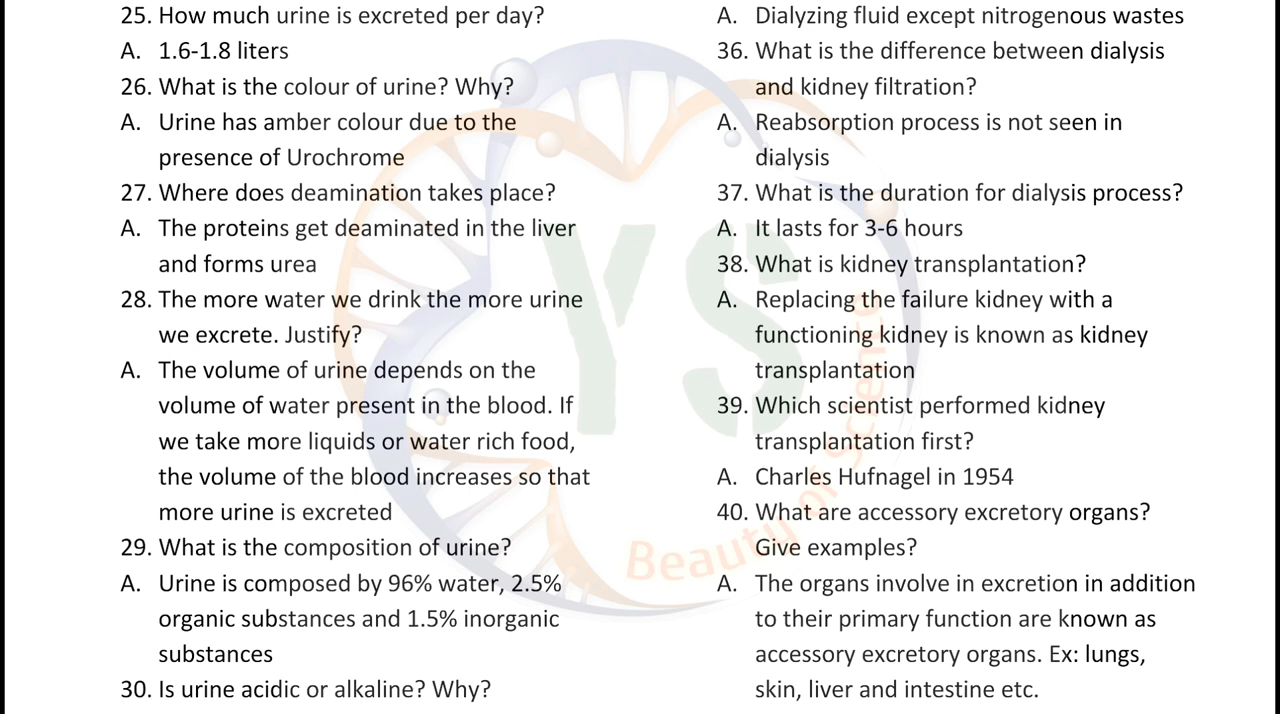 25. How much urine is excreted per day?
A. 1.6-1.8 liters
26. What is the colour of urine? Why?
A. Urine has amber colour due to the
presence of Urochrome
27. Where does deamination takes place?
A. The proteins get deaminated in the liver
and forms urea
28. The more water we drink the more urine
we excrete. Justify?
A. The volume of urine depends on the
volume of water present in the blood. If
we take more liquids or water rich food,
the volume of the blood increases so that
more urine is excreted
29. What is the composition of urine?
A. Urine is composed by 96% water, 2.5%
organic substances and 1.5% inorganic
substances
30. Is urine acidic or alkaline? Why?
A. Dialyzing fluid except nitrogenous wastes
36. What is the difference between dialysis
and kidney filtration?
A. Reabsorption process is not seen in
dialysis
37. What is the duration for dialysis process?
A. It lasts for 3-6 hours
38. What is kidney transplantation?
A. Replacing the failure kidney with a
functioning kidney is known as kidney
transplantation
39. Which scientist performed kidney
transplantation first?
A. Charles Hufnagel in 1954
40. What are accessory excretory organs?
Give examples?
A. The organs involve in excretion in addition
to their primary function are known as
accessory excretory organs. Ex: lungs,
skin, liver and intestine etc.
YS
Beauty of Science